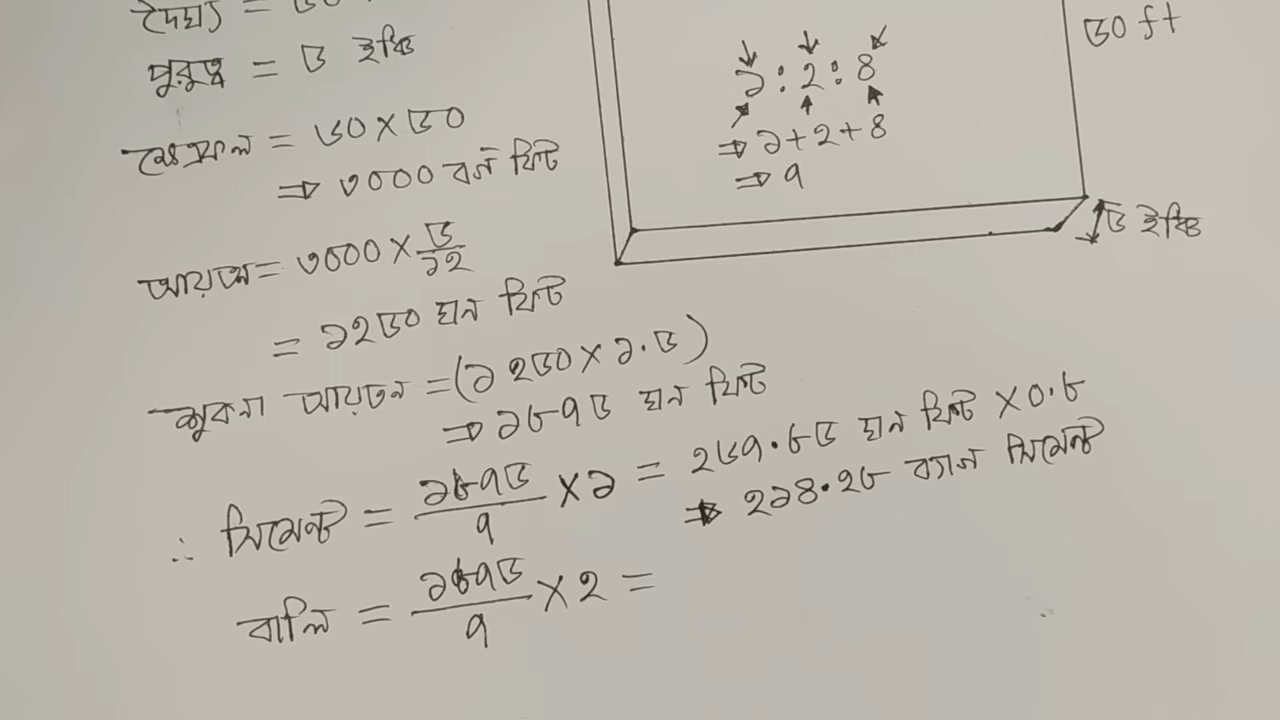 দৈর্ঘ্য =
পুরুত্ব = ৫ ইঞ্চি
ক্ষেত্রফল = ৬০×৫০
⇒ ৩০০০ বর্গ ফিট
আয়তন = ৩০০০ × ৫/১২
= ১২৫০ ঘন ফিট
শুকনা আয়তন = (১২৫০×১.৫)
⇒ ১৮৭৫ ঘন ফিট
∴ সিমেন্ট = ১৮৭৫/৭ × ১ = ২৬৭.৮৫ ঘন ফিট × ০.৮
⇒ ২১৪.২৮ ব্যাগ সিমেন্ট
বালি = ১৮৭৫/৭ × ২ =
৫০ ft
১:২:৪
⇒ ১+২+৪
⇒ ৭
৫ ইঞ্চি